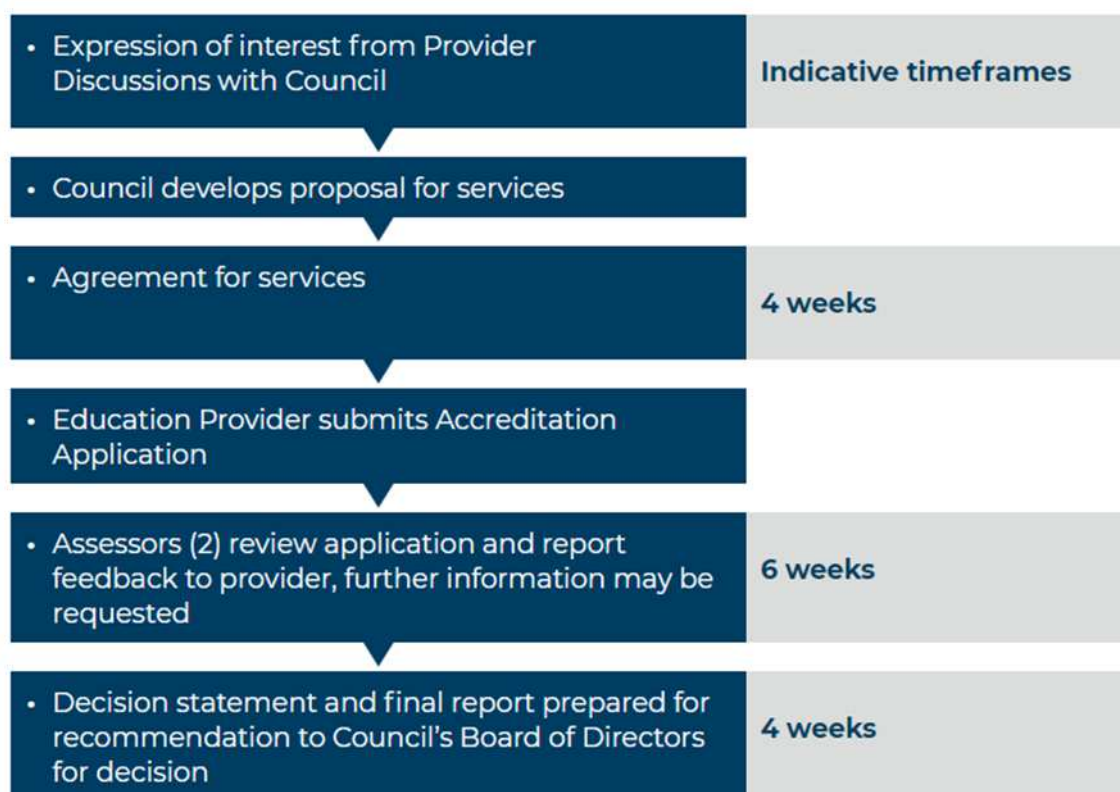 • Expression of interest from Provider
Discussions with Council
Indicative timeframes
• Council develops proposal for services
• Agreement for services
4 weeks
• Education Provider submits Accreditation
Application
• Assessors (2) review application and report
feedback to provider, further information may be
requested
6 weeks
• Decision statement and final report prepared for
recommendation to Council’s Board of Directors
for decision
4 weeks